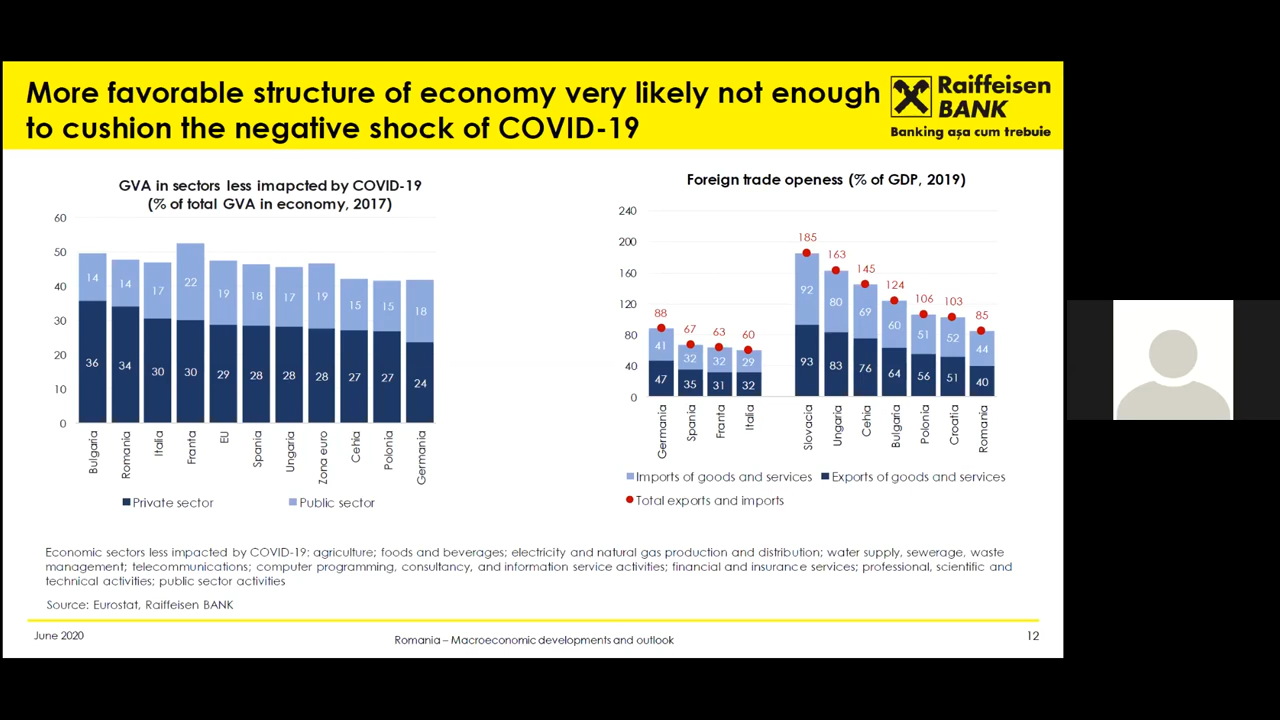 More favorable structure of economy very likely not enough
to cushion the negative shock of COVID-19
Raiffeisen
BANK
Banking așa cum trebuie
GVA in sectors less imapcted by COVID-19
(% of total GVA in economy, 2017)
60
50
40
30
20
10
0
14
14
17
22
19
18
17
19
15
15
18
36
34
30
30
29
28
28
28
27
27
24
Bulgaria
Romania
Italia
Franta
EU
Spania
Ungaria
Zona euro
Cehia
Polonia
Germania
Private sector
Public sector
Foreign trade openess (% of GDP, 2019)
240
200
160
120
80
40
0
88
67
63
60
185
163
145
124
106
103
85
41
32
32
29
92
80
69
60
51
52
44
47
35
31
32
93
83
76
64
56
51
40
Germania
Spania
Franta
Italia
Slovacia
Ungaria
Cehia
Bulgaria
Polonia
Croatia
Romania
Imports of goods and services
Exports of goods and services
Total exports and imports
Economic sectors less impacted by COVID-19: agriculture; foods and beverages; electricity and natural gas production and distribution; water supply, sewerage, waste
management; telecommunications; computer programming, consultancy, and information service activities; financial and insurance services; professional, scientific and
technical activities; public sector activities
Source: Eurostat, Raiffeisen BANK
June 2020
Romania – Macroeconomic developments and outlook
12